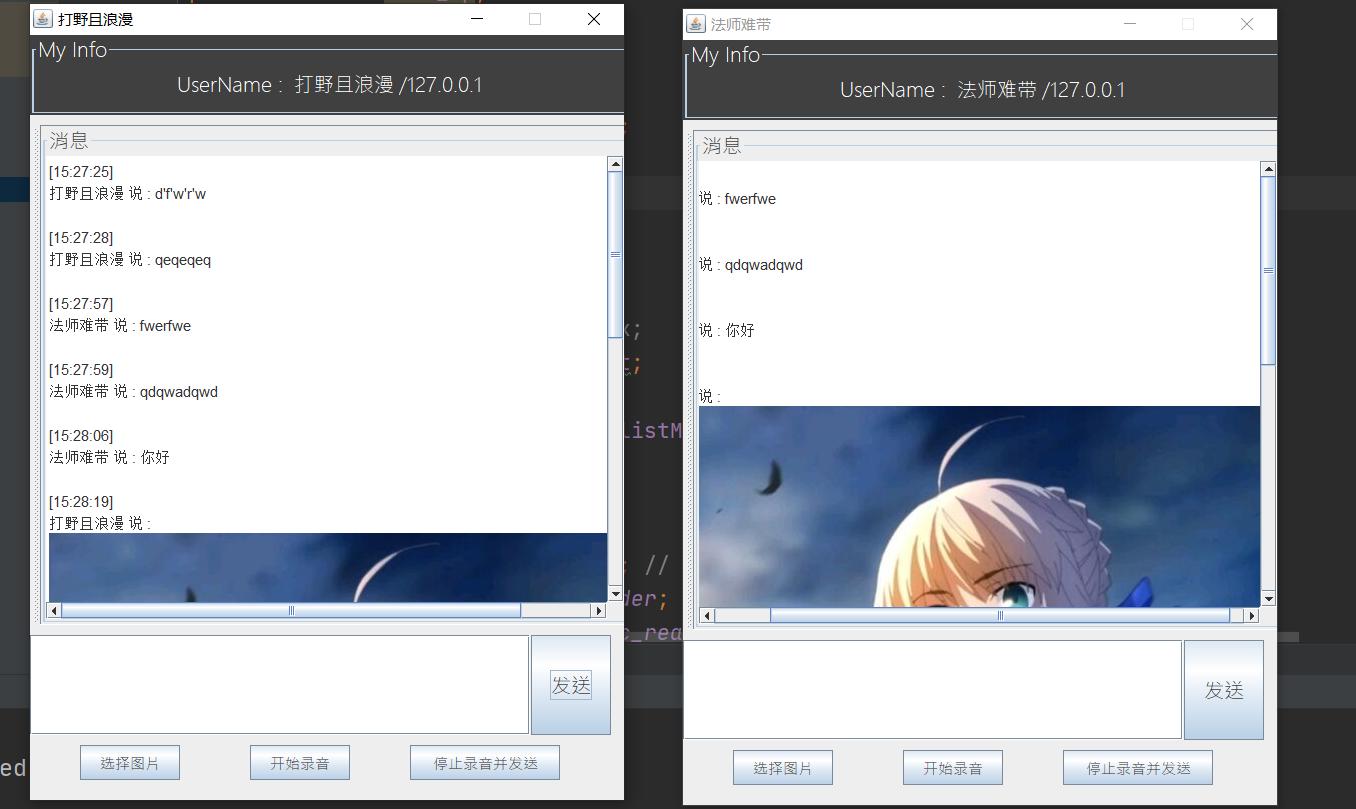 打野且浪漫
My Info
UserName : 打野且浪漫 /127.0.0.1
消息
[15:27:25]
打野且浪漫 说 : d'f'w'r'w
[15:27:28]
打野且浪漫 说 : qeqeqeq
[15:27:57]
法师难带 说 : fwerfwe
[15:27:59]
法师难带 说 : qdqwadqwd
[15:28:06]
法师难带 说 : 你好
[15:28:19]
打野且浪漫 说 :
发送
选择图片
开始录音
停止录音并发送
法师难带
My Info
UserName : 法师难带 /127.0.0.1
消息
说 : fwerfwe
说 : qdqwadqwd
说 : 你好
说 :
发送
选择图片
开始录音
停止录音并发送
listM
; //
der;
c_rea
ed